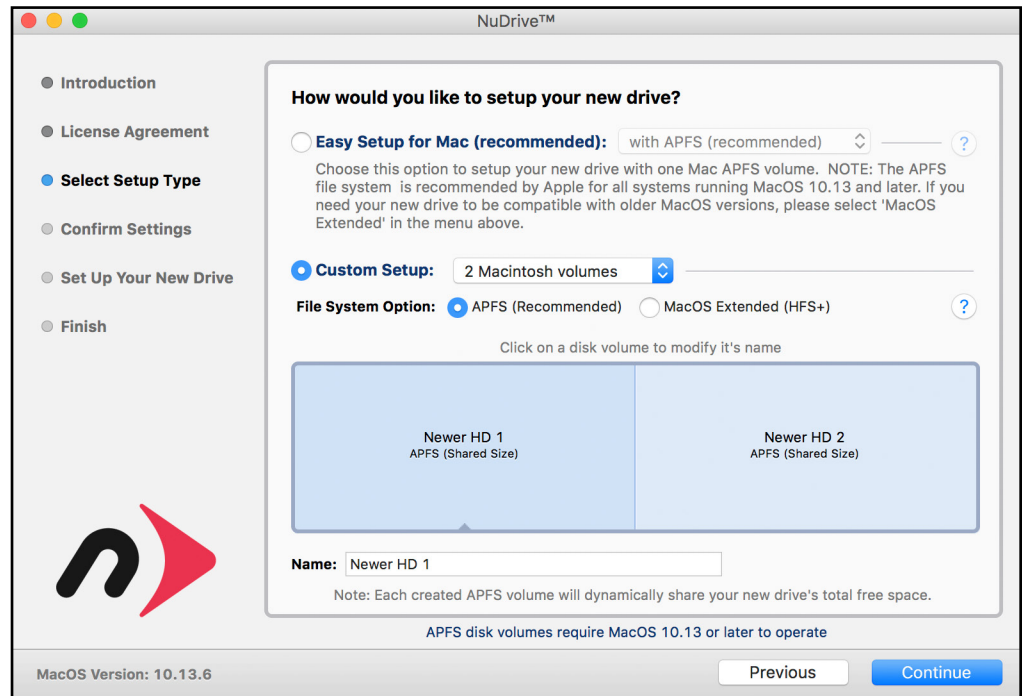 NuDrive™
Introduction
License Agreement
Select Setup Type
Confirm Settings
Set Up Your New Drive
Finish
How would you like to setup your new drive?
Easy Setup for Mac (recommended): with APFS (recommended) ?
Choose this option to setup your new drive with one Mac APFS volume. NOTE: The APFS
file system is recommended by Apple for all systems running MacOS 10.13 and later. If you
need your new drive to be compatible with older MacOS versions, please select 'MacOS
Extended' in the menu above.
Custom Setup: 2 Macintosh volumes
File System Option: APFS (Recommended) MacOS Extended (HFS+) ?
Click on a disk volume to modify it's name
Newer HD 1
APFS (Shared Size)
Newer HD 2
APFS (Shared Size)
Name: Newer HD 1
Note: Each created APFS volume will dynamically share your new drive's total free space.
APFS disk volumes require MacOS 10.13 or later to operate
MacOS Version: 10.13.6
Previous
Continue